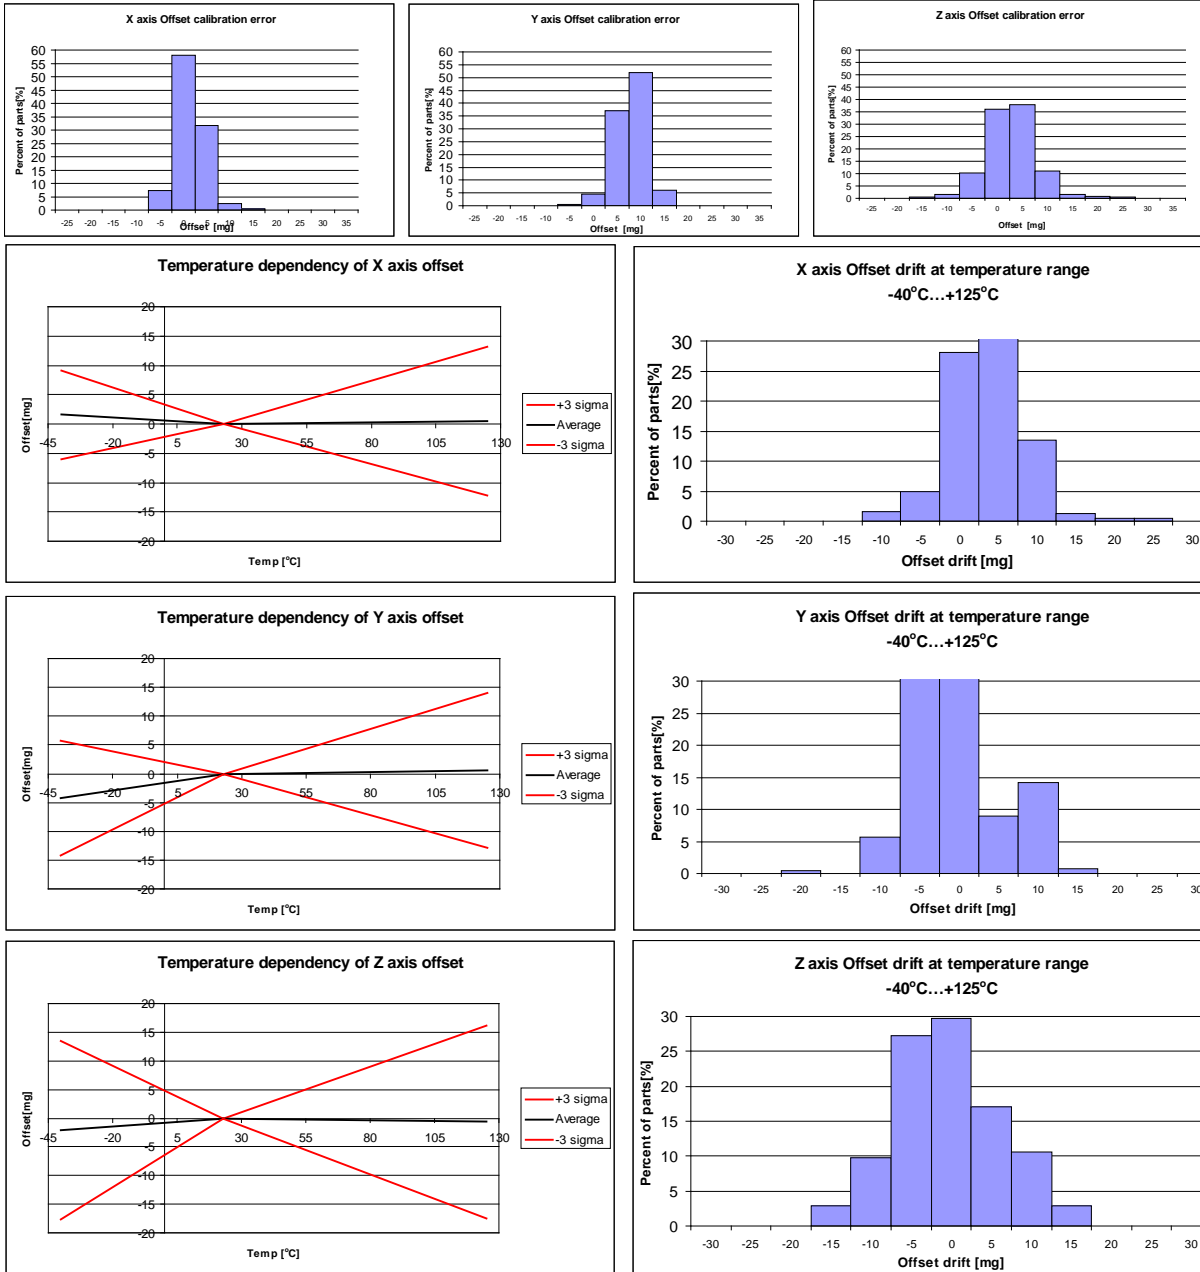 X axis Offset calibration error
Percent of parts[%]
60
55
50
45
40
35
30
25
20
15
10
5
0
-25 -20 -15 -10 -5 0 5 10 15 20 25 30 35
Offset [mg]
Y axis Offset calibration error
Percent of parts[%]
60
55
50
45
40
35
30
25
20
15
10
5
0
-25 -20 -15 -10 -5 0 5 10 15 20 25 30 35
Offset [mg]
Z axis Offset calibration error
Percent of parts[%]
60
55
50
45
40
35
30
25
20
15
10
5
0
-25 -20 -15 -10 -5 0 5 10 15 20 25 30 35
Offset [mg]
Temperature dependency of X axis offset
Offset[mg]
20
15
10
5
0
-5
-10
-15
-20
-45 -20 5 30 55 80 105 130
Temp [°C]
+3 sigma
Average
-3 sigma
X axis Offset drift at temperature range
-40°C...+125°C
Percent of parts[%]
30
25
20
15
10
5
0
-30 -25 -20 -15 -10 -5 0 5 10 15 20 25 30
Offset drift [mg]
Temperature dependency of Y axis offset
Offset[mg]
20
15
10
5
0
-5
-10
-15
-20
-45 -20 5 30 55 80 105 130
Temp [°C]
+3 sigma
Average
-3 sigma
Y axis Offset drift at temperature range
-40°C...+125°C
Percent of parts[%]
30
25
20
15
10
5
0
-30 -25 -20 -15 -10 -5 0 5 10 15 20 25 30
Offset drift [mg]
Temperature dependency of Z axis offset
Offset[mg]
20
15
10
5
0
-5
-10
-15
-20
-45 -20 5 30 55 80 105 130
Temp [°C]
+3 sigma
Average
-3 sigma
Z axis Offset drift at temperature range
-40°C...+125°C
Percent of parts[%]
30
25
20
15
10
5
0
-30 -25 -20 -15 -10 -5 0 5 10 15 20 25 30
Offset drift [mg]